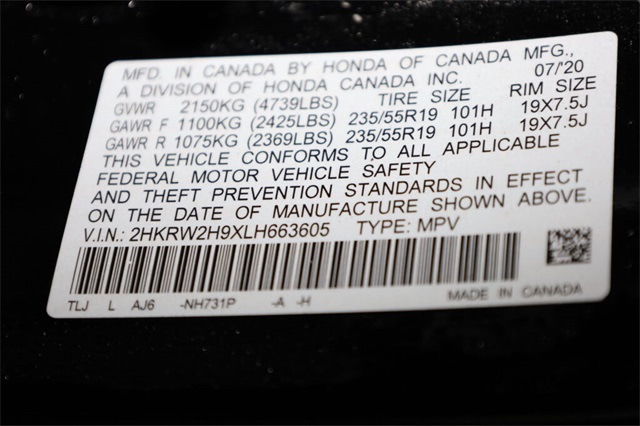 MFD. IN CANADA BY HONDA OF CANADA MFG.,
A DIVISION OF HONDA CANADA INC. 07/'20
GVWR 2150KG (4739LBS) TIRE SIZE RIM SIZE
GAWR F 1100KG (2425LBS) 235/55R19 101H 19X7.5J
GAWR R 1075KG (2369LBS) 235/55R19 101H 19X7.5J
THIS VEHICLE CONFORMS TO ALL APPLICABLE
FEDERAL MOTOR VEHICLE SAFETY
AND THEFT PREVENTION STANDARDS IN EFFECT
ON THE DATE OF MANUFACTURE SHOWN ABOVE.
V.I.N.: 2HKRW2H9XLH663605 TYPE: MPV
TLJ L AJ6 -NH731P -A -H MADE IN CANADA